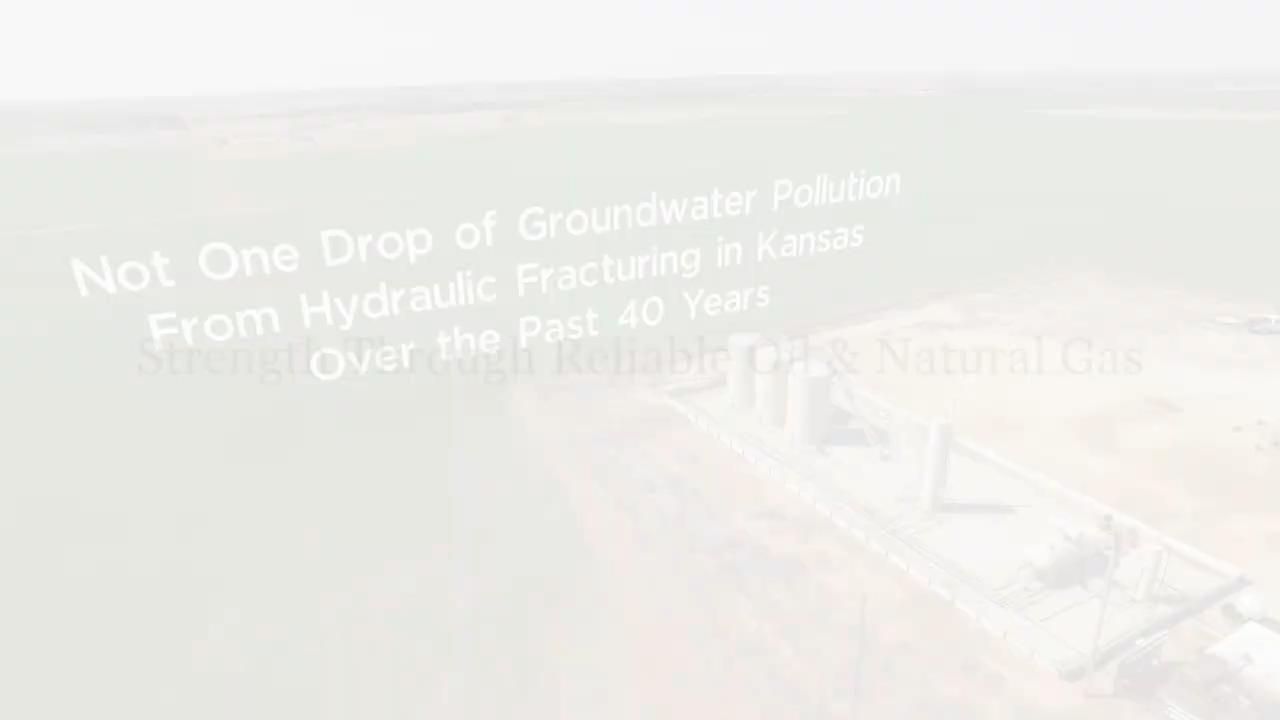 Not One Drop of Groundwater Pollution
From Hydraulic Fracturing in Kansas
Over the Past 40 Years
Strength Through Reliable Oil & Natural Gas